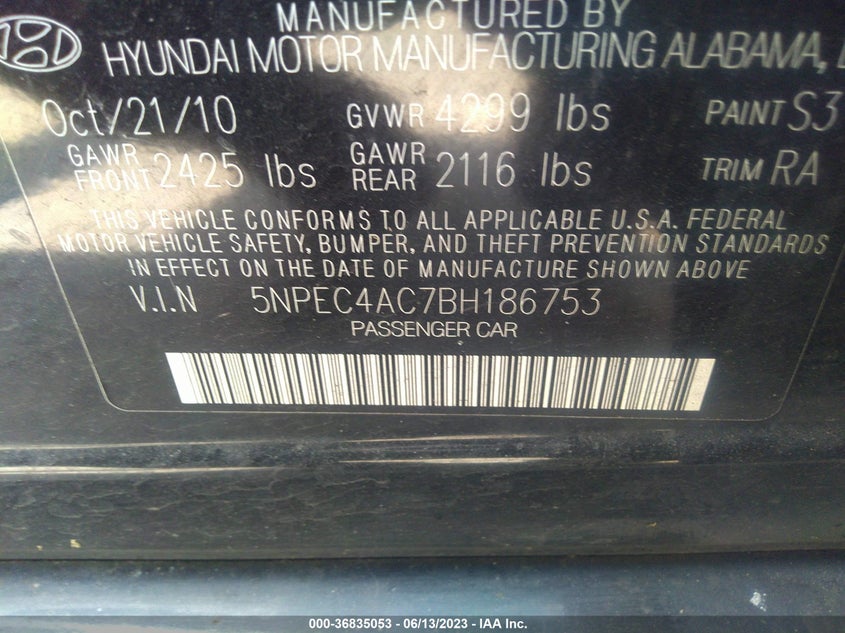 MANUFACTURED BY
HYUNDAI MOTOR MANUFACTURING ALABAMA,
Oct/21/10 GVWR 4299 lbs PAINT S3
GAWR FRONT 2425 lbs GAWR REAR 2116 lbs TRIM RA
THIS VEHICLE CONFORMS TO ALL APPLICABLE U.S.A. FEDERAL
MOTOR VEHICLE SAFETY, BUMPER, AND THEFT PREVENTION STANDARDS
IN EFFECT ON THE DATE OF MANUFACTURE SHOWN ABOVE
V.I.N 5NPEC4AC7BH186753
PASSENGER CAR
000-36835053 - 06/13/2023 - IAA Inc.